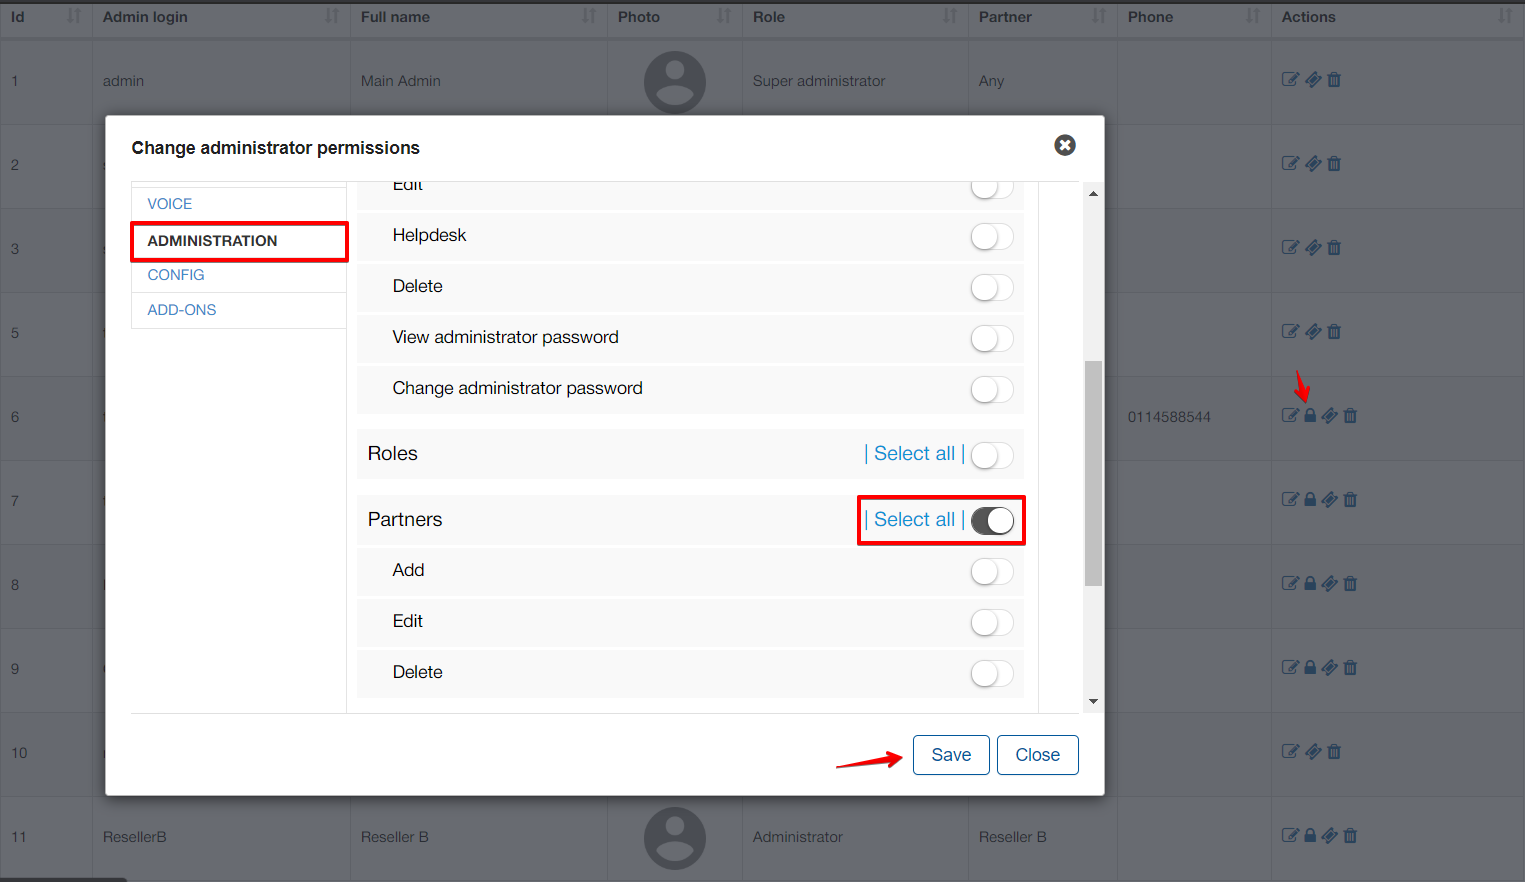 Id Admin login Full name Photo Role Partner Phone Actions
1 admin Main Admin Super administrator Any
2
3
5
6 0114588544
7
8
9
10
11 ResellerB Reseller B Administrator Reseller B
Change administrator permissions
VOICE
ADMINISTRATION
CONFIG
ADD-ONS
Edit
Helpdesk
Delete
View administrator password
Change administrator password
Roles | Select all |
Partners | Select all |
Add
Edit
Delete
Save Close